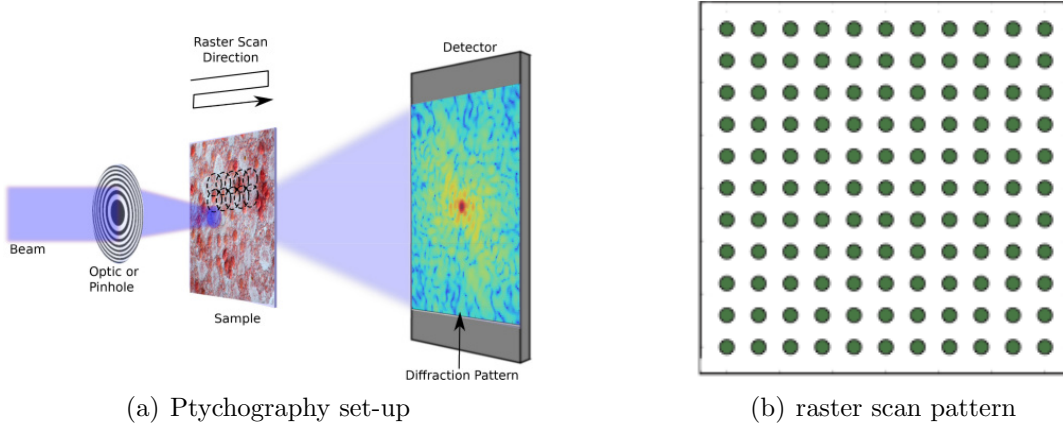 Raster Scan
Direction
Detector
Beam
Optic or
Pinhole
Sample
Diffraction Pattern
(a) Ptychography set-up
(b) raster scan pattern